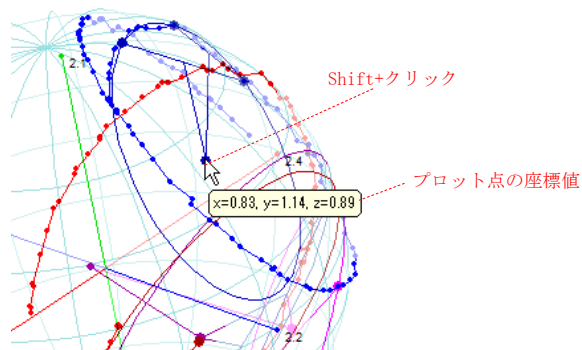 2.1
Shift+クリック
2.4
プロット点の座標値
x=0.83, y=1.14, z=0.89
2.2